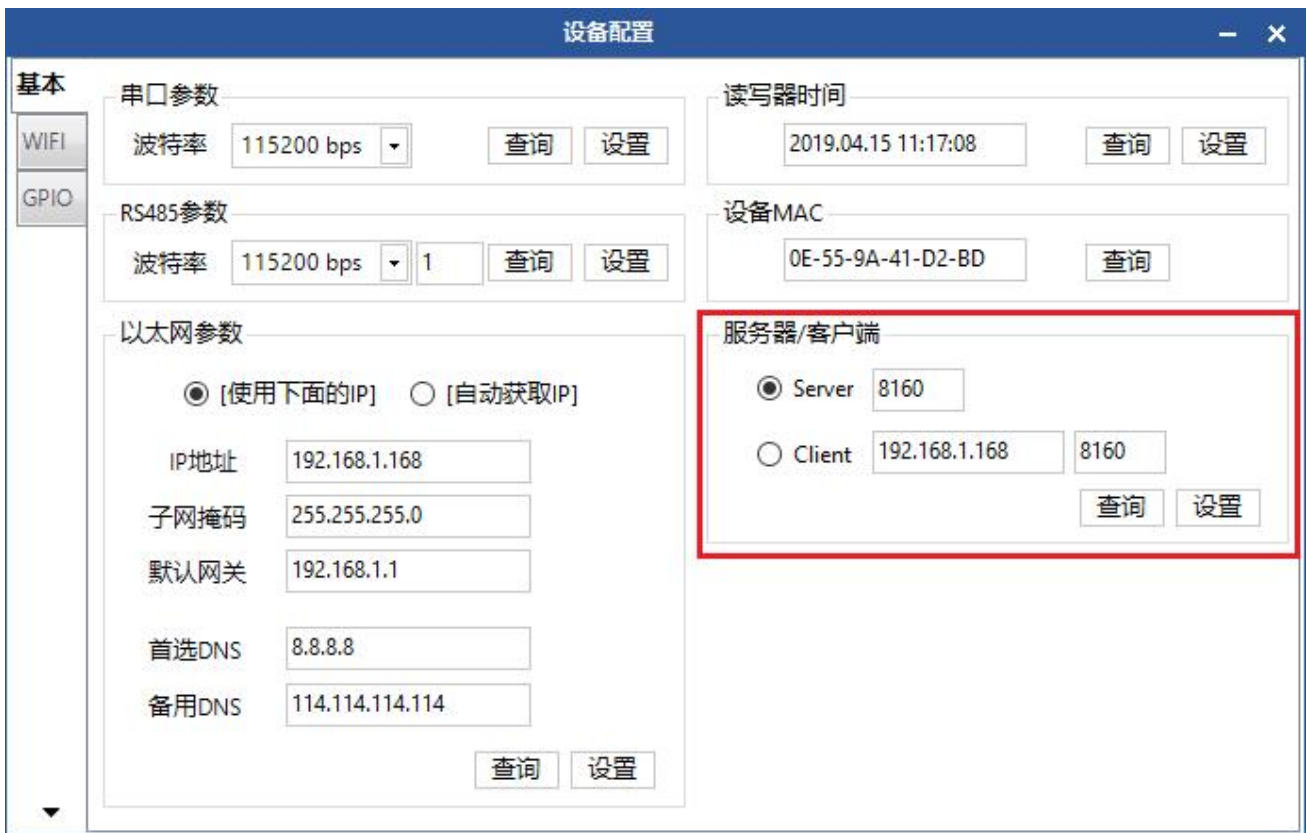 设备配置
基本
WIFI
GPIO
串口参数
波特率 115200 bps 查询 设置
RS485参数
波特率 115200 bps 1 查询 设置
以太网参数
[使用下面的IP] [自动获取IP]
IP地址 192.168.1.168
子网掩码 255.255.255.0
默认网关 192.168.1.1
首选DNS 8.8.8.8
备用DNS 114.114.114.114
查询 设置
读写器时间
2019.04.15 11:17:08 查询 设置
设备MAC
0E-55-9A-41-D2-BD 查询
服务器/客户端
Server 8160
Client 192.168.1.168 8160
查询 设置